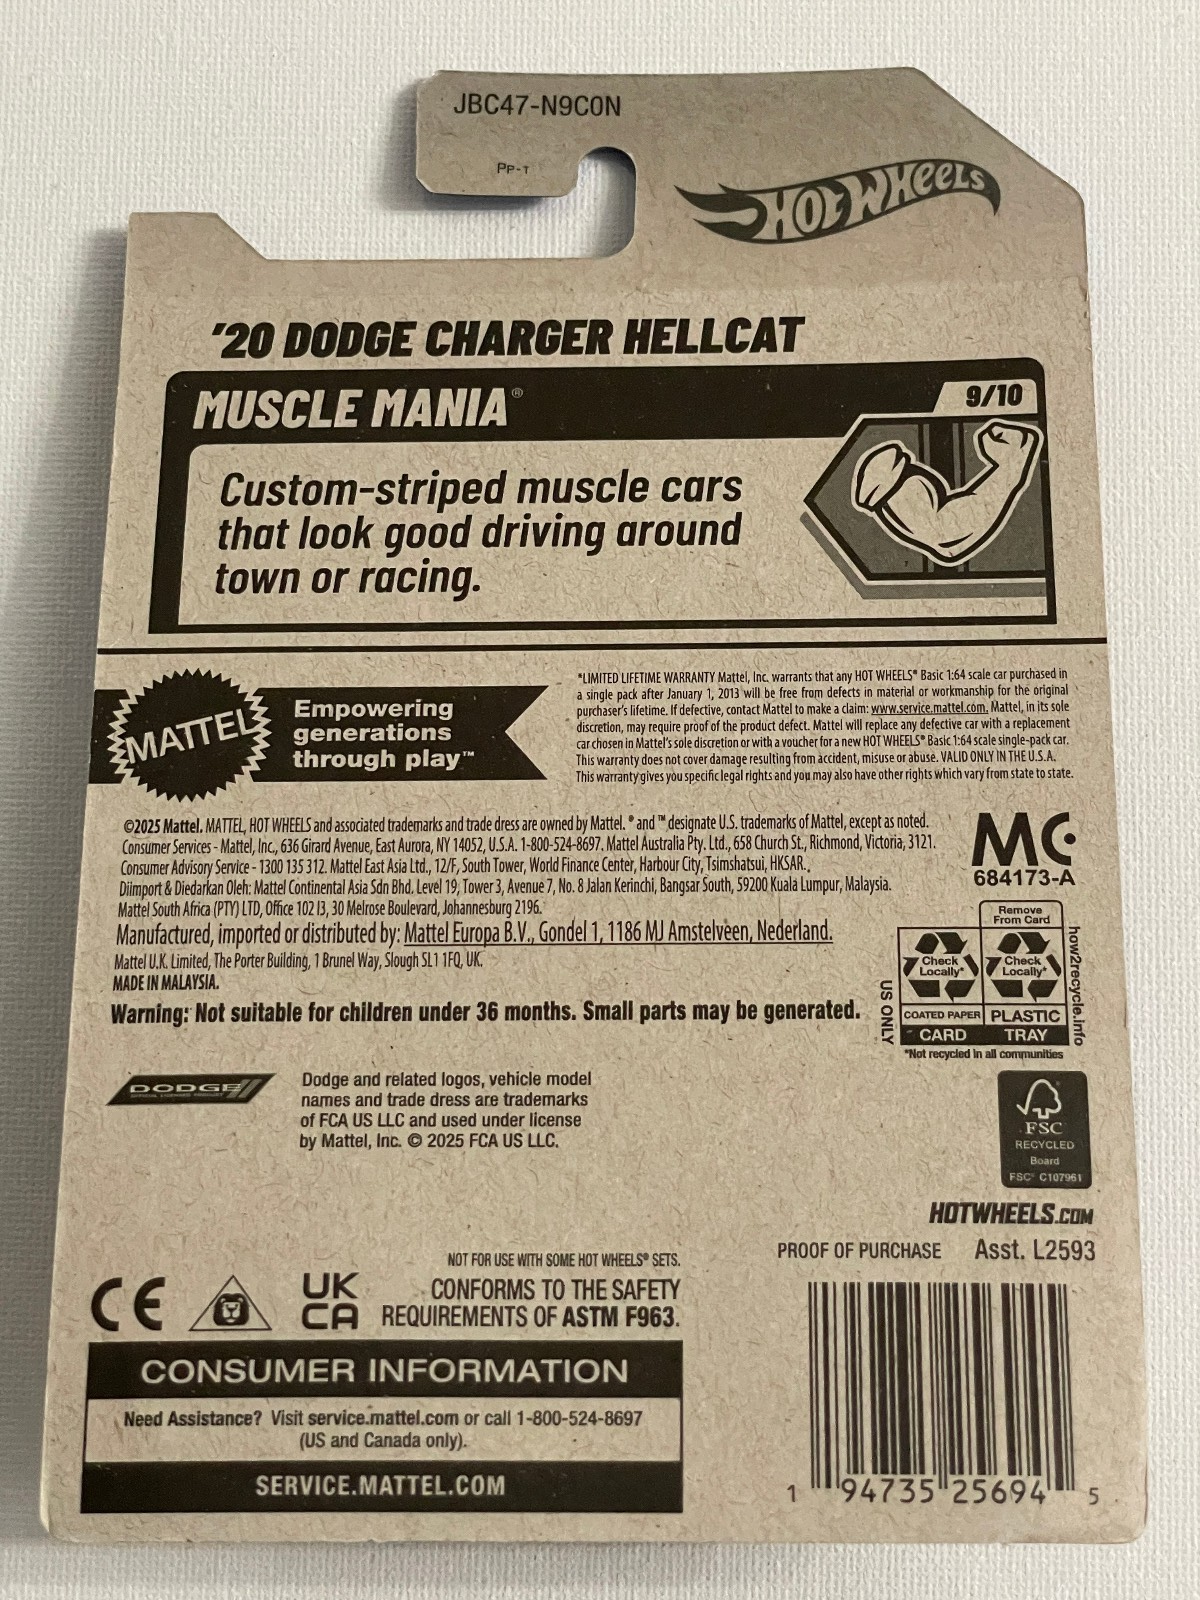 JBC47-N9C0N
PP-T
HOT WHEELS
'20 DODGE CHARGER HELLCAT
MUSCLE MANIA®
9/10
Custom-striped muscle cars
that look good driving around
town or racing.
MATTEL
Empowering
generations
through play™
*LIMITED LIFETIME WARRANTY Mattel, Inc. warrants that any HOT WHEELS® Basic 1:64 scale car purchased in
a single pack after January 1, 2013 will be free from defects in material or workmanship for the original
purchaser's lifetime. If defective, contact Mattel to make a claim: www.service.mattel.com. Mattel, in its sole
discretion, may require proof of the product defect. Mattel will replace any defective car with a replacement
car chosen in Mattel's sole discretion or with a voucher for a new HOT WHEELS® Basic 1:64 scale single-pack car.
This warranty does not cover damage resulting from accident, misuse or abuse. VALID ONLY IN THE U.S.A.
This warranty gives you specific legal rights and you may also have other rights which vary from state to state.
©2025 Mattel. MATTEL, HOT WHEELS and associated trademarks and trade dress are owned by Mattel. ® and ™ designate U.S. trademarks of Mattel, except as noted.
Consumer Services - Mattel, Inc., 636 Girard Avenue, East Aurora, NY 14052, U.S.A. 1-800-524-8697. Mattel Australia Pty. Ltd., 658 Church St., Richmond, Victoria, 3121.
Consumer Advisory Service - 1300 135 312. Mattel East Asia Ltd., 12/F, South Tower, World Finance Center, Harbour City, Tsimshatsui, HKSAR.
Diimport & Diedarkan Oleh: Mattel Continental Asia Sdn Bhd. Level 19, Tower 3, Avenue 7, No. 8 Jalan Kerinchi, Bangsar South, 59200 Kuala Lumpur, Malaysia.
Mattel South Africa (PTY) LTD, Office 102 I3, 30 Melrose Boulevard, Johannesburg 2196.
Manufactured, imported or distributed by: Mattel Europa B.V., Gondel 1, 1186 MJ Amstelveen, Nederland.
Mattel U.K. Limited, The Porter Building, 1 Brunel Way, Slough SL1 1FQ, UK.
MADE IN MALAYSIA.
Warning: Not suitable for children under 36 months. Small parts may be generated.
MC
684173-A
Remove
From Card
Check
Locally*
Check
Locally*
COATED PAPER
PLASTIC
CARD
TRAY
US ONLY
how2recycle.info
*Not recycled in all communities
DODGE
OFFICIAL LICENSED PRODUCT
Dodge and related logos, vehicle model
names and trade dress are trademarks
of FCA US LLC and used under license
by Mattel, Inc. © 2025 FCA US LLC.
FSC
RECYCLED
Board
FSC® C107961
HOTWHEELS.COM
PROOF OF PURCHASE
Asst. L2593
NOT FOR USE WITH SOME HOT WHEELS® SETS.
CE
UK
CA
CONFORMS TO THE SAFETY
REQUIREMENTS OF ASTM F963.
CONSUMER INFORMATION
Need Assistance? Visit service.mattel.com or call 1-800-524-8697
(US and Canada only).
SERVICE.MATTEL.COM
1 94735 25694 5